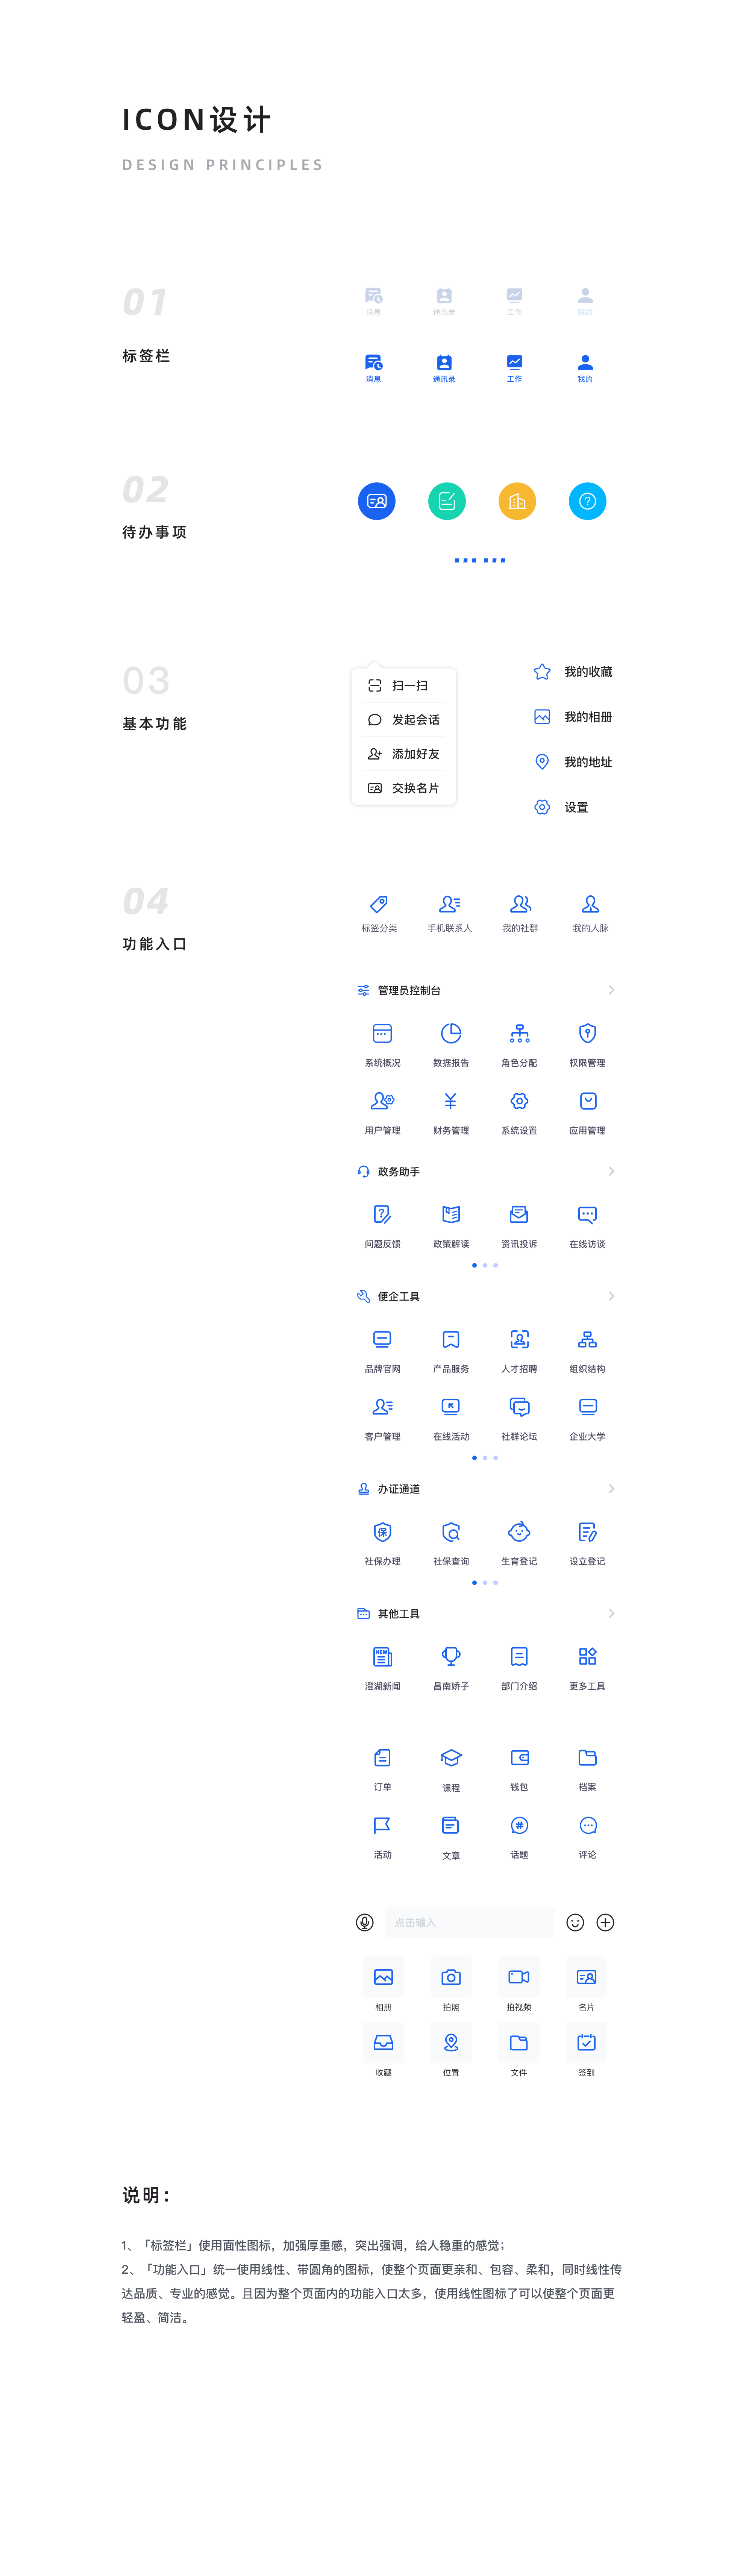 ICON设计
DESIGN PRINCIPLES
01
标签栏
消息 通讯录 工作 我的
消息 通讯录 工作 我的
02
待办事项
……
03
基本功能
扫一扫
发起会话
添加好友
交换名片
我的收藏
我的相册
我的地址
设置
04
功能入口
标签分类 手机联系人 我的社群 我的人脉
管理员控制台
系统概况 数据报告 角色分配 权限管理
用户管理 财务管理 系统设置 应用管理
政务助手
问题反馈 政策解读 资讯投诉 在线访谈
便企工具
品牌官网 产品服务 人才招聘 组织结构
客户管理 在线活动 社群论坛 企业大学
办证通道
保
社保办理 社保查询 生育登记 设立登记
其他工具
NEW
澄湖新闻 昌南娇子 部门介绍 更多工具
订单 课程 钱包 档案
活动 文章 话题 评论
点击输入
相册 拍照 拍视频 名片
收藏 位置 文件 签到
说明：
1、「标签栏」使用面性图标，加强厚重感，突出强调，给人稳重的感觉；
2、「功能入口」统一使用线性、带圆角的图标，使整个页面更亲和、包容、柔和，同时线性传
达品质、专业的感觉。且因为整个页面内的功能入口太多，使用线性图标了可以使整个页面更
轻盈、简洁。